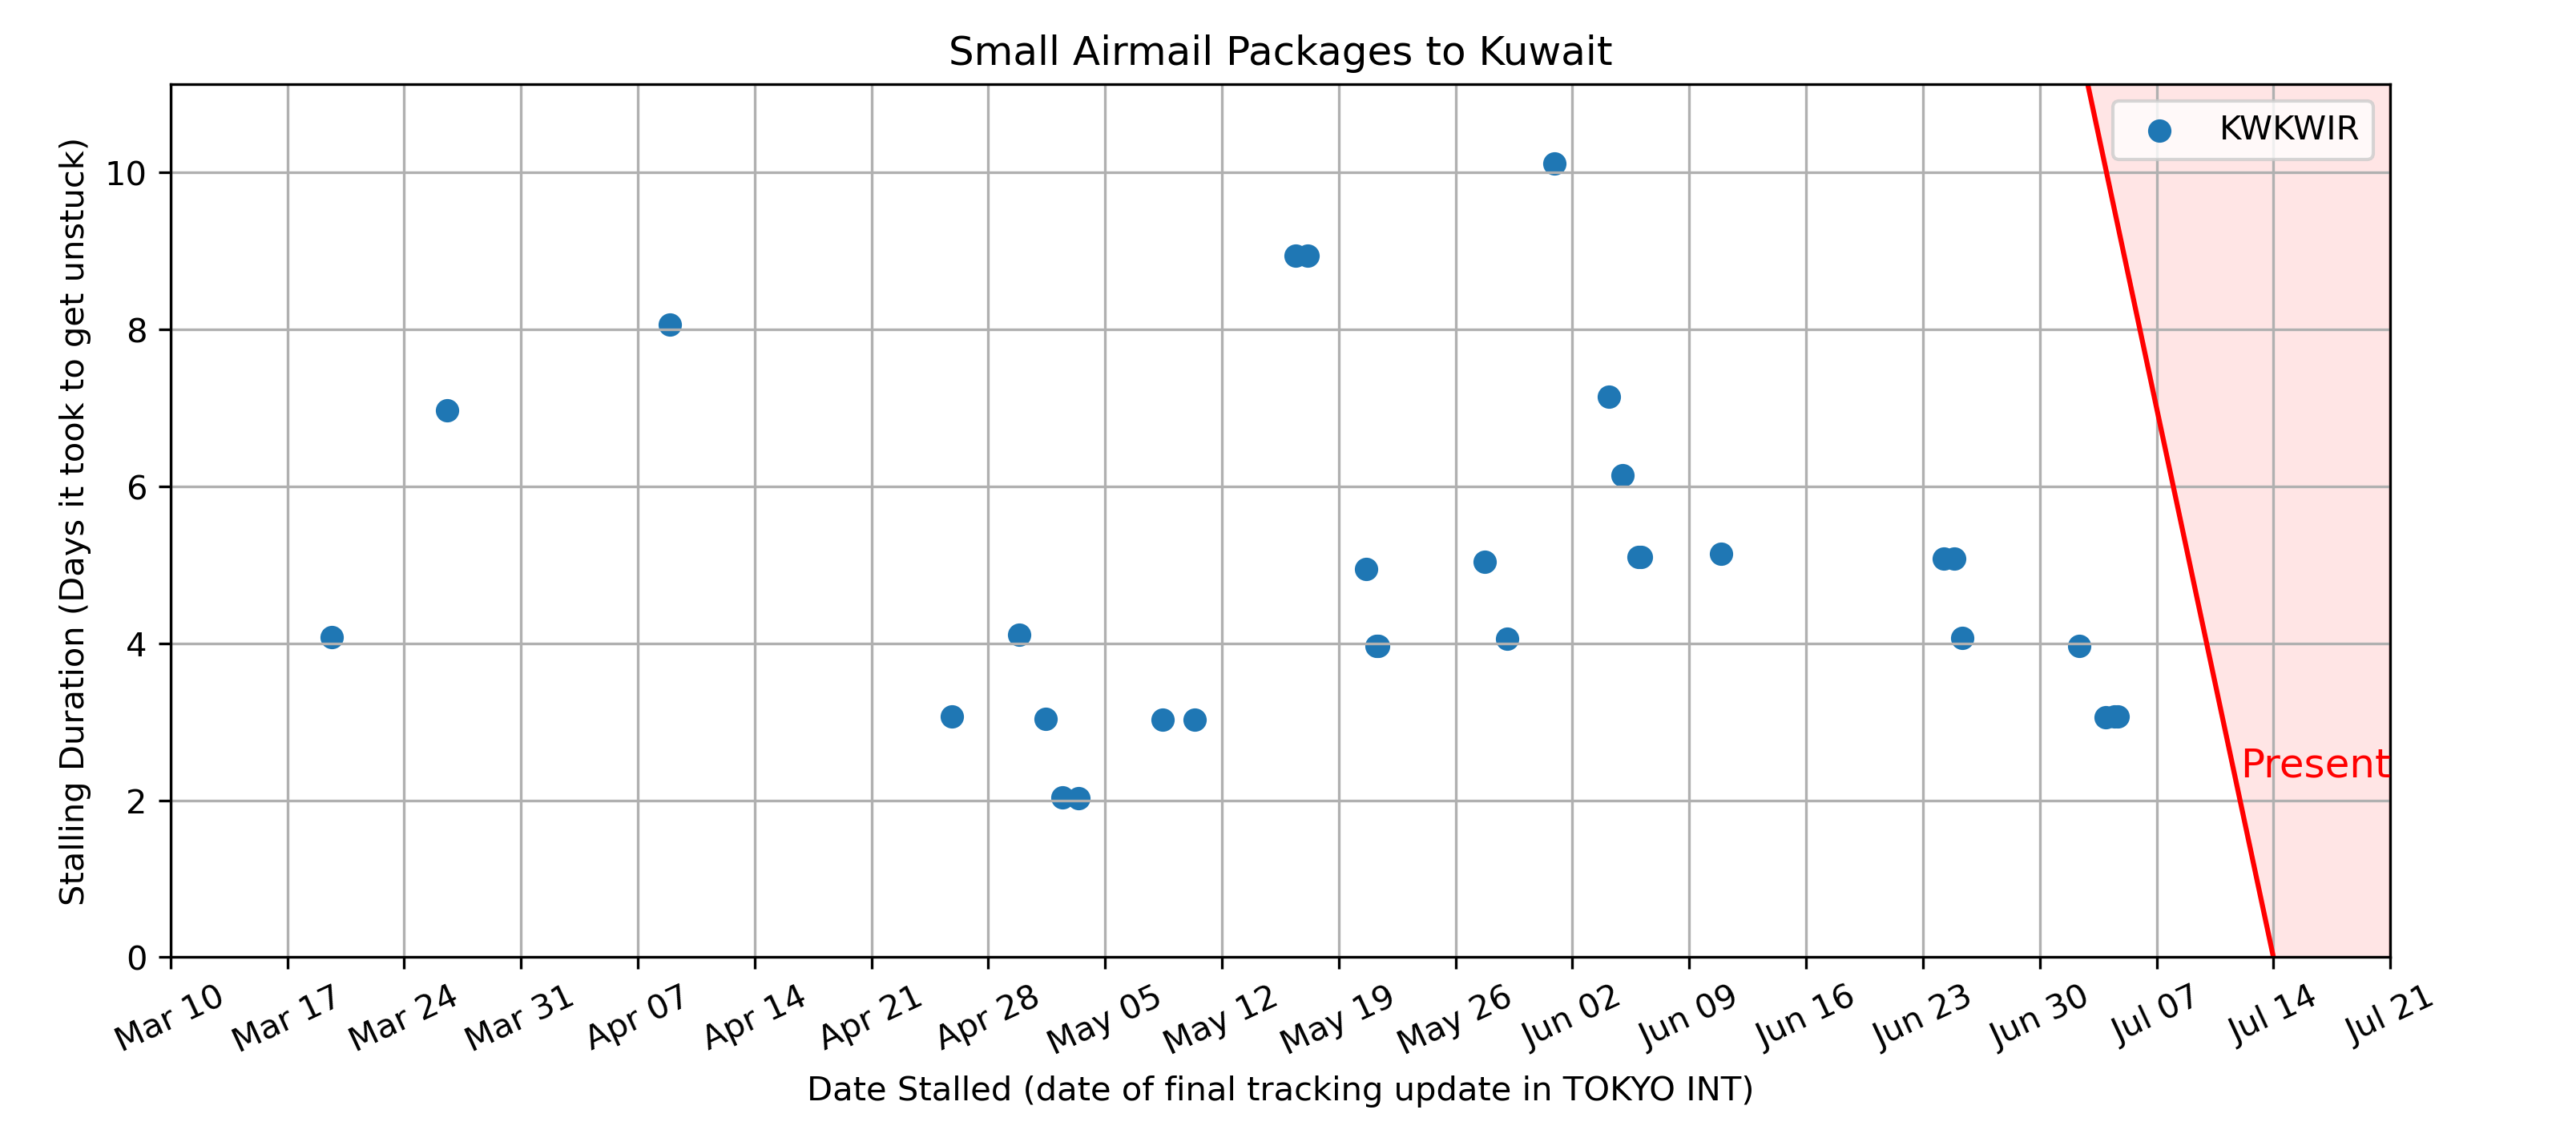 Small Airmail Packages to Kuwait
KWKWIR
Stalling Duration (Days it took to get unstuck)
10
8
6
4
2
0
Present
Mar 10
Mar 17
Mar 24
Mar 31
Apr 07
Apr 14
Apr 21
Apr 28
May 05
May 12
May 19
May 26
Jun 02
Jun 09
Jun 16
Jun 23
Jun 30
Jul 07
Jul 14
Jul 21
Date Stalled (date of final tracking update in TOKYO INT)